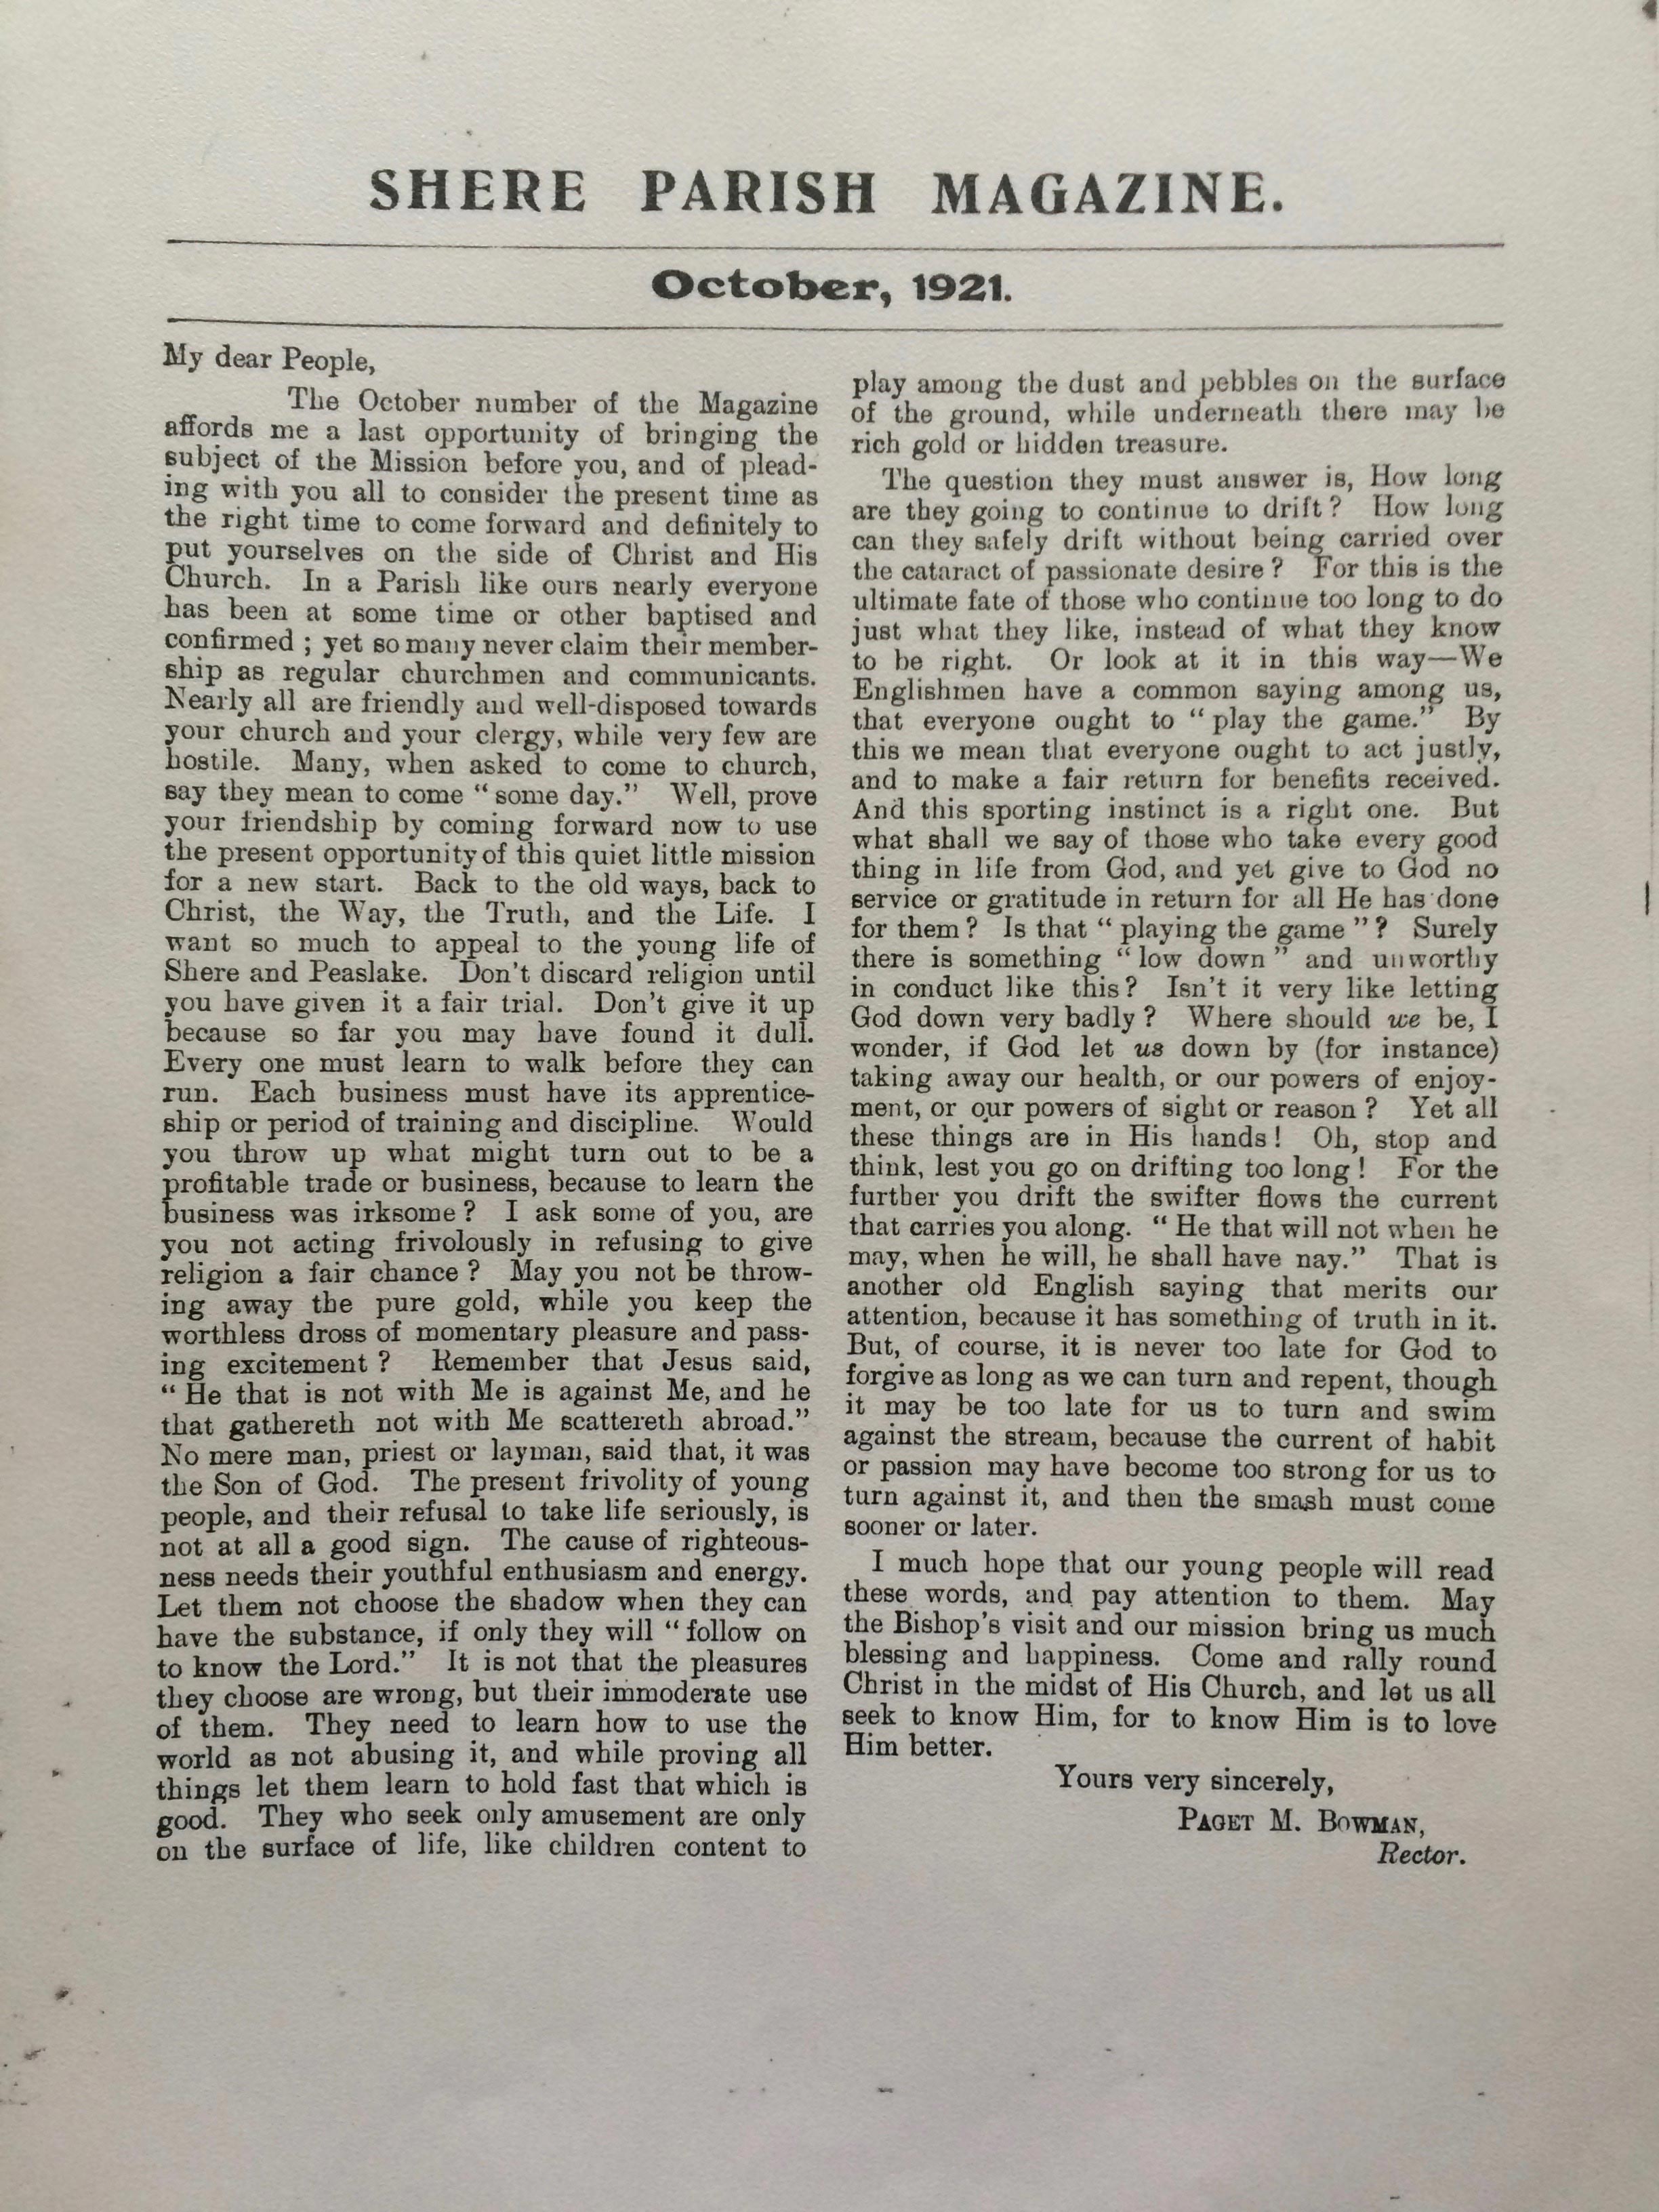 SHERE PARISH MAGAZINE.
October, 1921.
My dear People,
The October number of the Magazine
affords me a last opportunity of bringing the
subject of the Mission before you, and of plead-
ing with you all to consider the present time as
the right time to come forward and definitely to
put yourselves on the side of Christ and His
Church. In a Parish like ours nearly everyone
has been at some time or other baptised and
confirmed ; yet so many never claim their member-
ship as regular churchmen and communicants.
Nearly all are friendly and well-disposed towards
your church and your clergy, while very few are
hostile. Many, when asked to come to church,
say they mean to come “ some day.” Well, prove
your friendship by coming forward now to use
the present opportunity of this quiet little mission
for a new start. Back to the old ways, back to
Christ, the Way, the Truth, and the Life. I
want so much to appeal to the young life of
Shere and Peaslake. Don’t discard religion until
you have given it a fair trial. Don’t give it up
because so far you may have found it dull.
Every one must learn to walk before they can
run. Each business must have its apprentice-
ship or period of training and discipline. Would
you throw up what might turn out to be a
profitable trade or business, because to learn the
business was irksome ? I ask some of you, are
you not acting frivolously in refusing to give
religion a fair chance ? May you not be throw-
ing away the pure gold, while you keep the
worthless dross of momentary pleasure and pass-
ing excitement ? Remember that Jesus said,
“ He that is not with Me is against Me, and he
that gathereth not with Me scattereth abroad.”
No mere man, priest or layman, said that, it was
the Son of God. The present frivolity of young
people, and their refusal to take life seriously, is
not at all a good sign. The cause of righteous-
ness needs their youthful enthusiasm and energy.
Let them not choose the shadow when they can
have the substance, if only they will “ follow on
to know the Lord.” It is not that the pleasures
they choose are wrong, but their immoderate use
of them. They need to learn how to use the
world as not abusing it, and while proving all
things let them learn to hold fast that which is
good. They who seek only amusement are only
on the surface of life, like children content to
play among the dust and pebbles on the surface
of the ground, while underneath there may be
rich gold or hidden treasure.
The question they must answer is, How long
are they going to continue to drift ? How long
can they safely drift without being carried over
the cataract of passionate desire ? For this is the
ultimate fate of those who continue too long to do
just what they like, instead of what they know
to be right. Or look at it in this way—We
Englishmen have a common saying among us,
that everyone ought to “ play the game.” By
this we mean that everyone ought to act justly,
and to make a fair return for benefits received.
And this sporting instinct is a right one. But
what shall we say of those who take every good
thing in life from God, and yet give to God no
service or gratitude in return for all He has done
for them ? Is that “ playing the game ” ? Surely
there is something “ low down ” and unworthy
in conduct like this ? Isn’t it very like letting
God down very badly ? Where should we be, I
wonder, if God let us down by (for instance)
taking away our health, or our powers of enjoy-
ment, or our powers of sight or reason ? Yet all
these things are in His hands ! Oh, stop and
think, lest you go on drifting too long ! For the
further you drift the swifter flows the current
that carries you along. “ He that will not when he
may, when he will, he shall have nay.” That is
another old English saying that merits our
attention, because it has something of truth in it.
But, of course, it is never too late for God to
forgive as long as we can turn and repent, though
it may be too late for us to turn and swim
against the stream, because the current of habit
or passion may have become too strong for us to
turn against it, and then the smash must come
sooner or later.
I much hope that our young people will read
these words, and pay attention to them. May
the Bishop’s visit and our mission bring us much
blessing and happiness. Come and rally round
Christ in the midst of His Church, and let us all
seek to know Him, for to know Him is to love
Him better.
Yours very sincerely,
PAGET M. BOWMAN,
Rector.